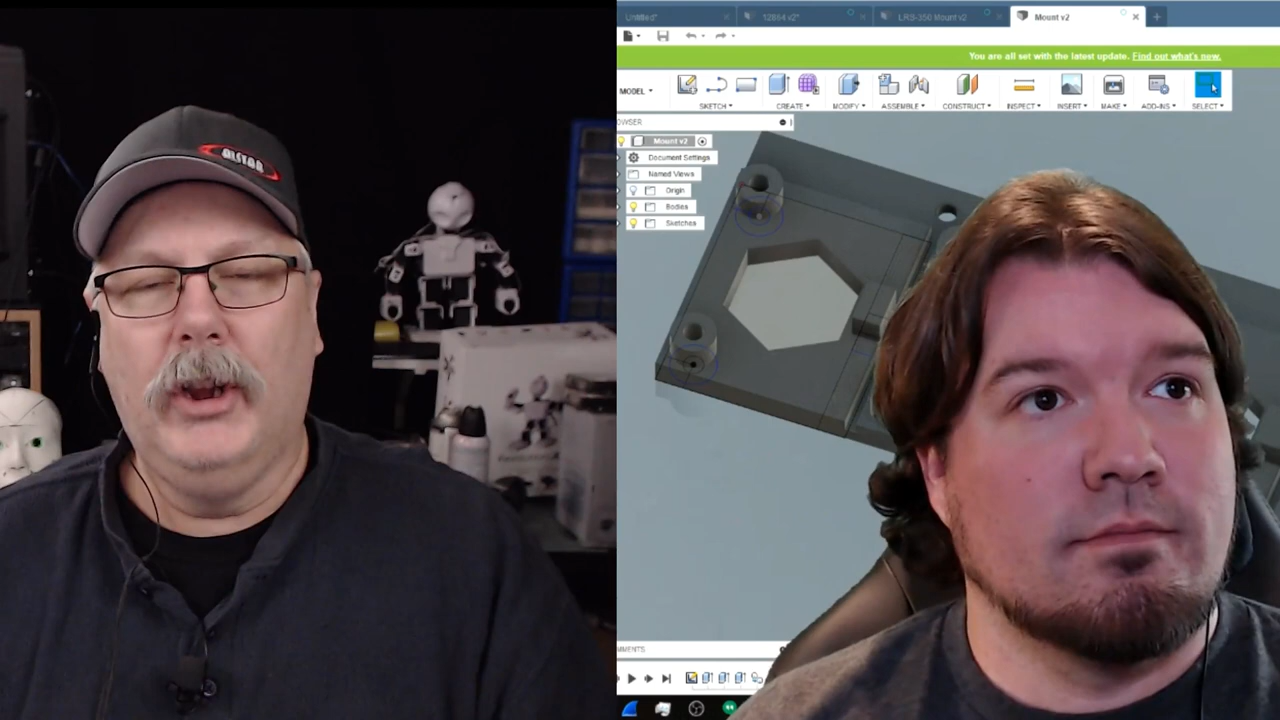 OLSTAR
Untitled*
12864 v2*
LRS-350 Mount v2
Mount v2
You are all set with the latest update. Find out what's new.
MODEL
SKETCH
CREATE
MODIFY
ASSEMBLE
CONSTRUCT
INSPECT
INSERT
MAKE
ADD-INS
SELECT
OWSER
Mount v2
Document Settings
Named Views
Origin
Bodies
Sketches
MMENTS